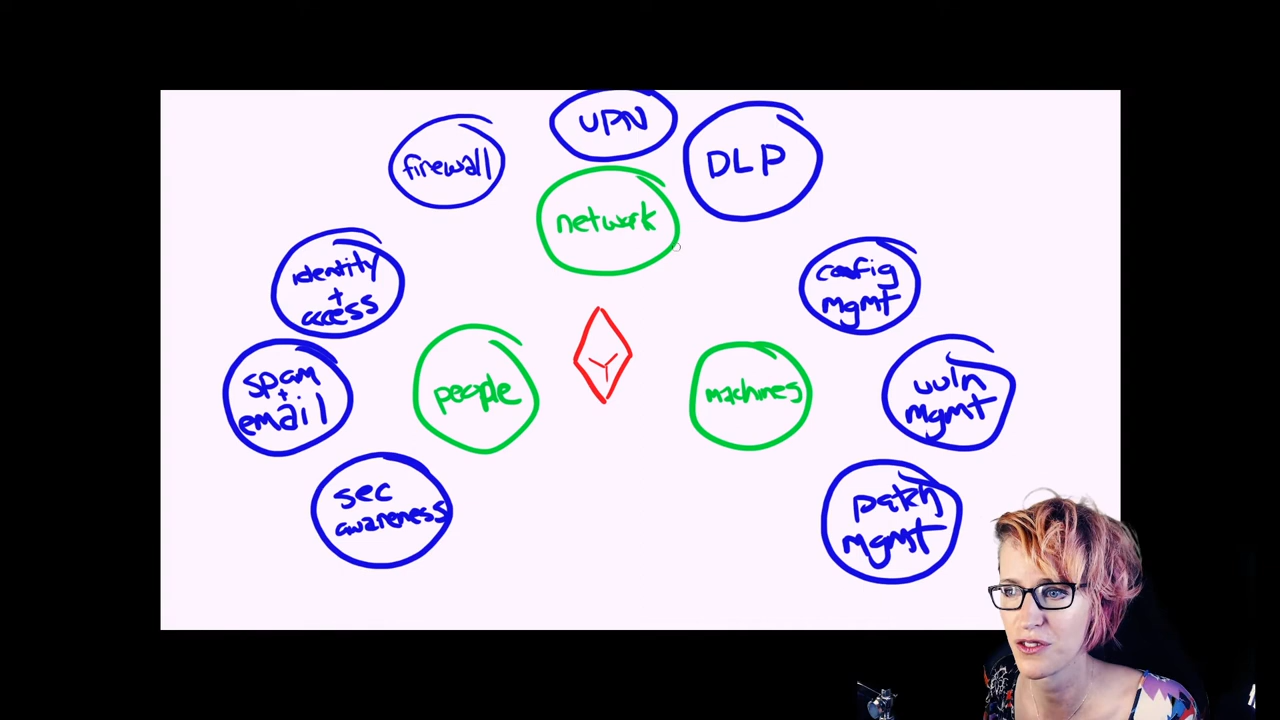 VPN
firewall
DLP
network
identity
+
access
config
mgmt
spam
+
email
people
machines
vuln
mgmt
sec
awareness
patch
mgmt